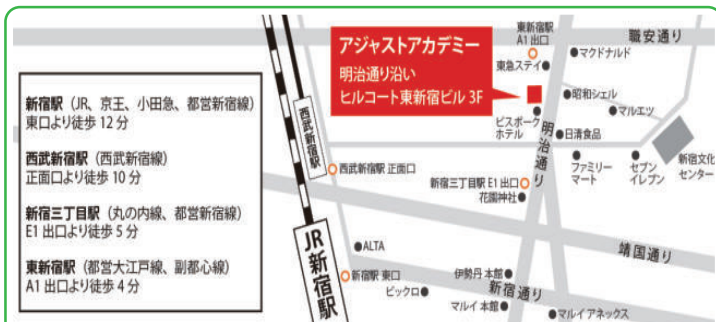 新宿駅（JR、京王、小田急、都営新宿線）
東口より徒歩 12 分
西武新宿駅（西武新宿線）
正面口より徒歩 10 分
新宿三丁目駅（丸の内線、都営新宿線）
E1 出口より徒歩 5 分
東新宿駅（都営大江戸線、副都心線）
A1 出口より徒歩 4 分
アジャストアカデミー
明治通り沿い
ヒルコート東新宿ビル 3F
東新宿駅
A1 出口
職安通り
マクドナルド
東急ステイ
昭和シェル
マルエツ
ビスポーク
ホテル
日清食品
明治通り
ファミリー
マート
セブン
イレブン
新宿文化
センター
西武新宿駅
西武新宿駅 正面口
新宿三丁目駅 E1 出口
花園神社
靖国通り
ALTA
JR新宿駅
新宿駅 東口
伊勢丹 本館
新宿通り
ビックロ
マルイ 本館
マルイ アネックス